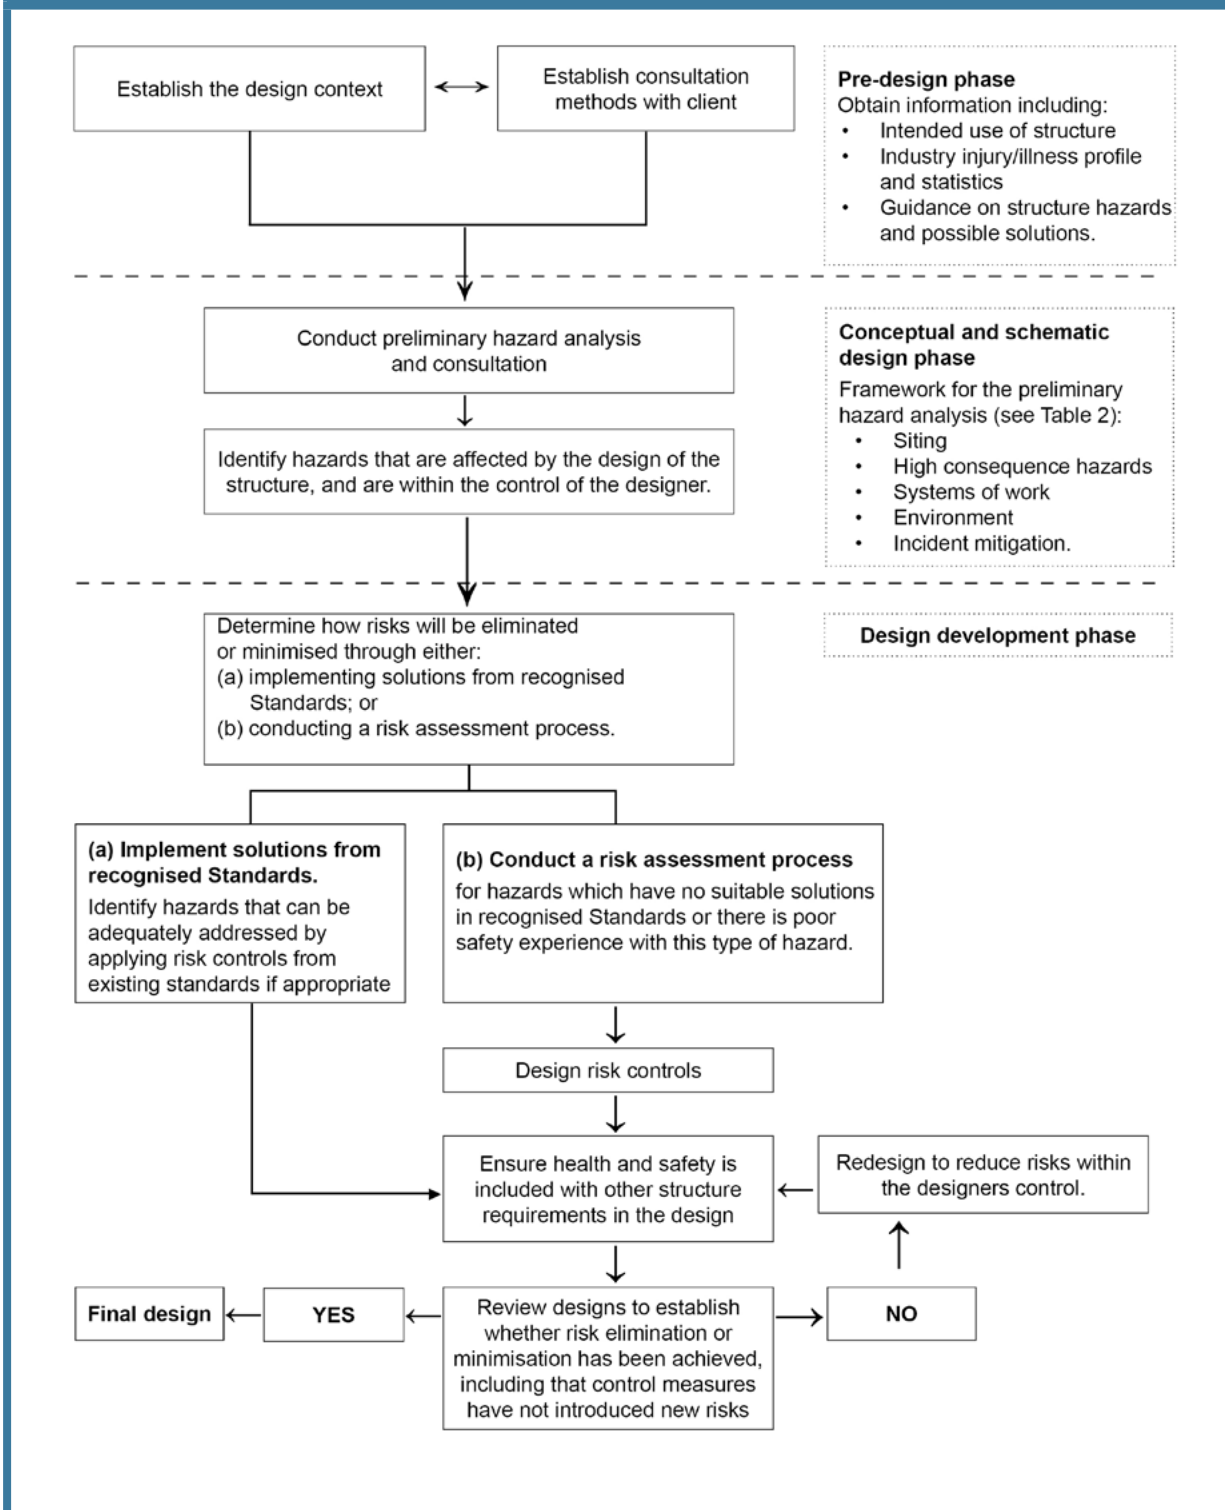 Establish the design context
Establish consultation
methods with client
Pre-design phase
Obtain information including:
• Intended use of structure
• Industry injury/illness profile
and statistics
• Guidance on structure hazards
and possible solutions.
Conduct preliminary hazard analysis
and consultation
Identify hazards that are affected by the design of the
structure, and are within the control of the designer.
Conceptual and schematic
design phase
Framework for the preliminary
hazard analysis (see Table 2):
• Siting
• High consequence hazards
• Systems of work
• Environment
• Incident mitigation.
Determine how risks will be eliminated
or minimised through either:
(a) implementing solutions from recognised
Standards; or
(b) conducting a risk assessment process.
Design development phase
(a) Implement solutions from
recognised Standards.
Identify hazards that can be
adequately addressed by
applying risk controls from
existing standards if appropriate
(b) Conduct a risk assessment process
for hazards which have no suitable solutions
in recognised Standards or there is poor
safety experience with this type of hazard.
Design risk controls
Ensure health and safety is
included with other structure
requirements in the design
Redesign to reduce risks within
the designers control.
Final design
YES
Review designs to establish
whether risk elimination or
minimisation has been achieved,
including that control measures
have not introduced new risks
NO